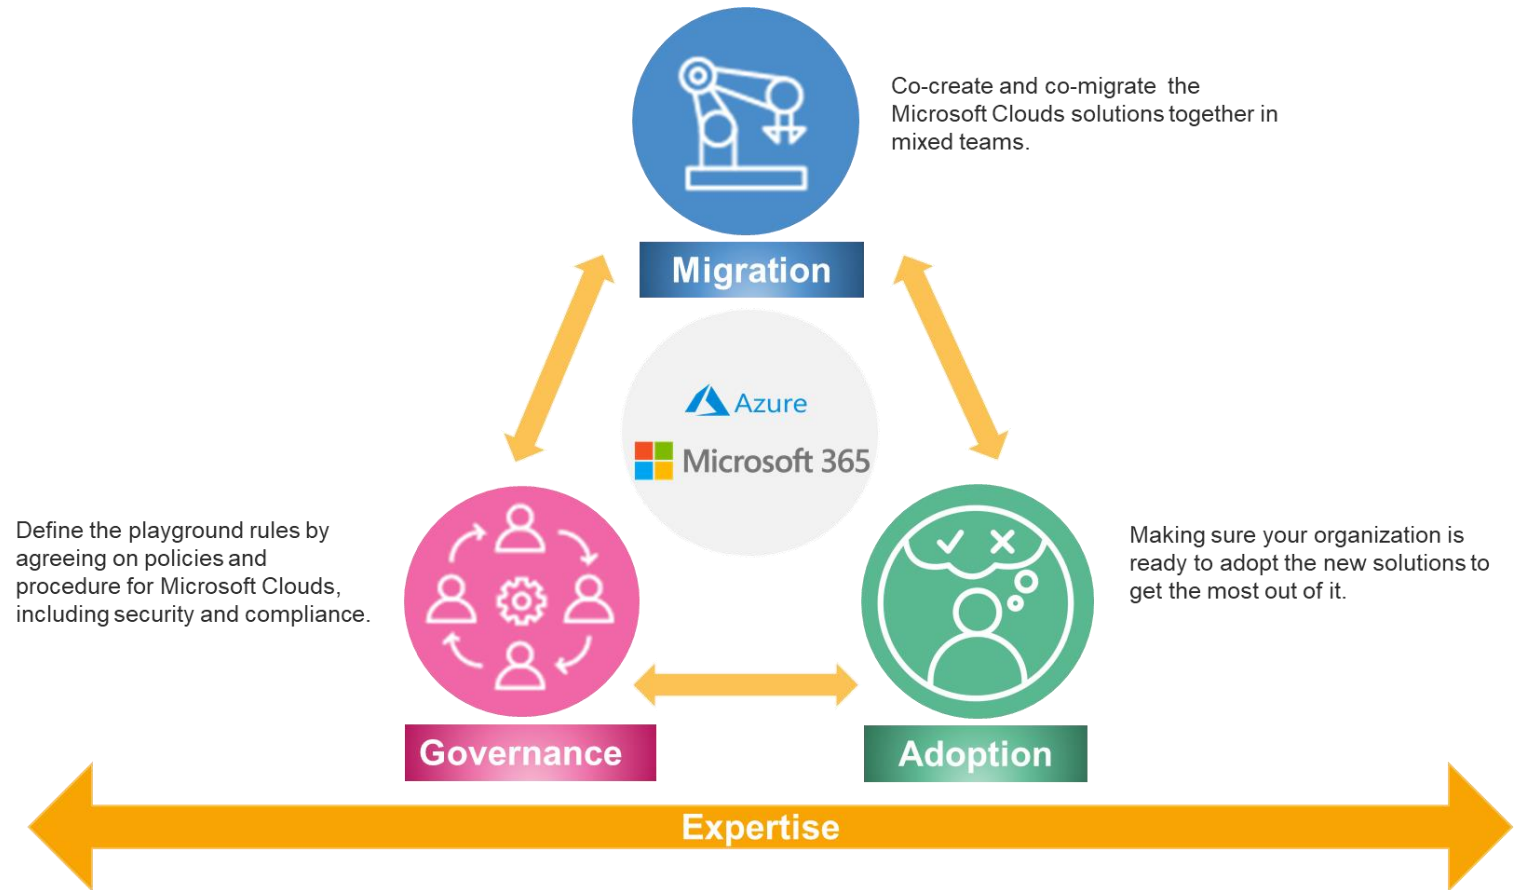 Co-create and co-migrate the
Microsoft Clouds solutions together in
mixed teams.
Migration
Azure
Microsoft 365
Define the playground rules by
agreeing on policies and
procedure for Microsoft Clouds,
including security and compliance.
Making sure your organization is
ready to adopt the new solutions to
get the most out of it.
Governance
Adoption
Expertise